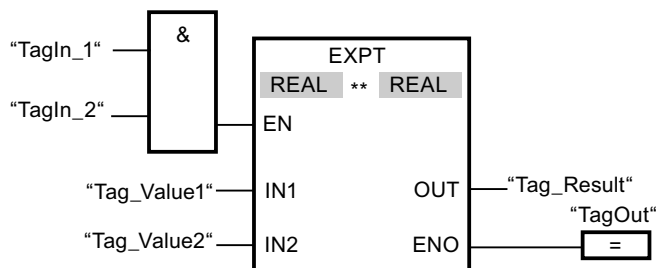 &
“TagIn_1“
EXPT
REAL ** REAL
“TagIn_2“
EN
“Tag_Value1“ IN1 OUT “Tag_Result“
“TagOut“
“Tag_Value2“ IN2 ENO =